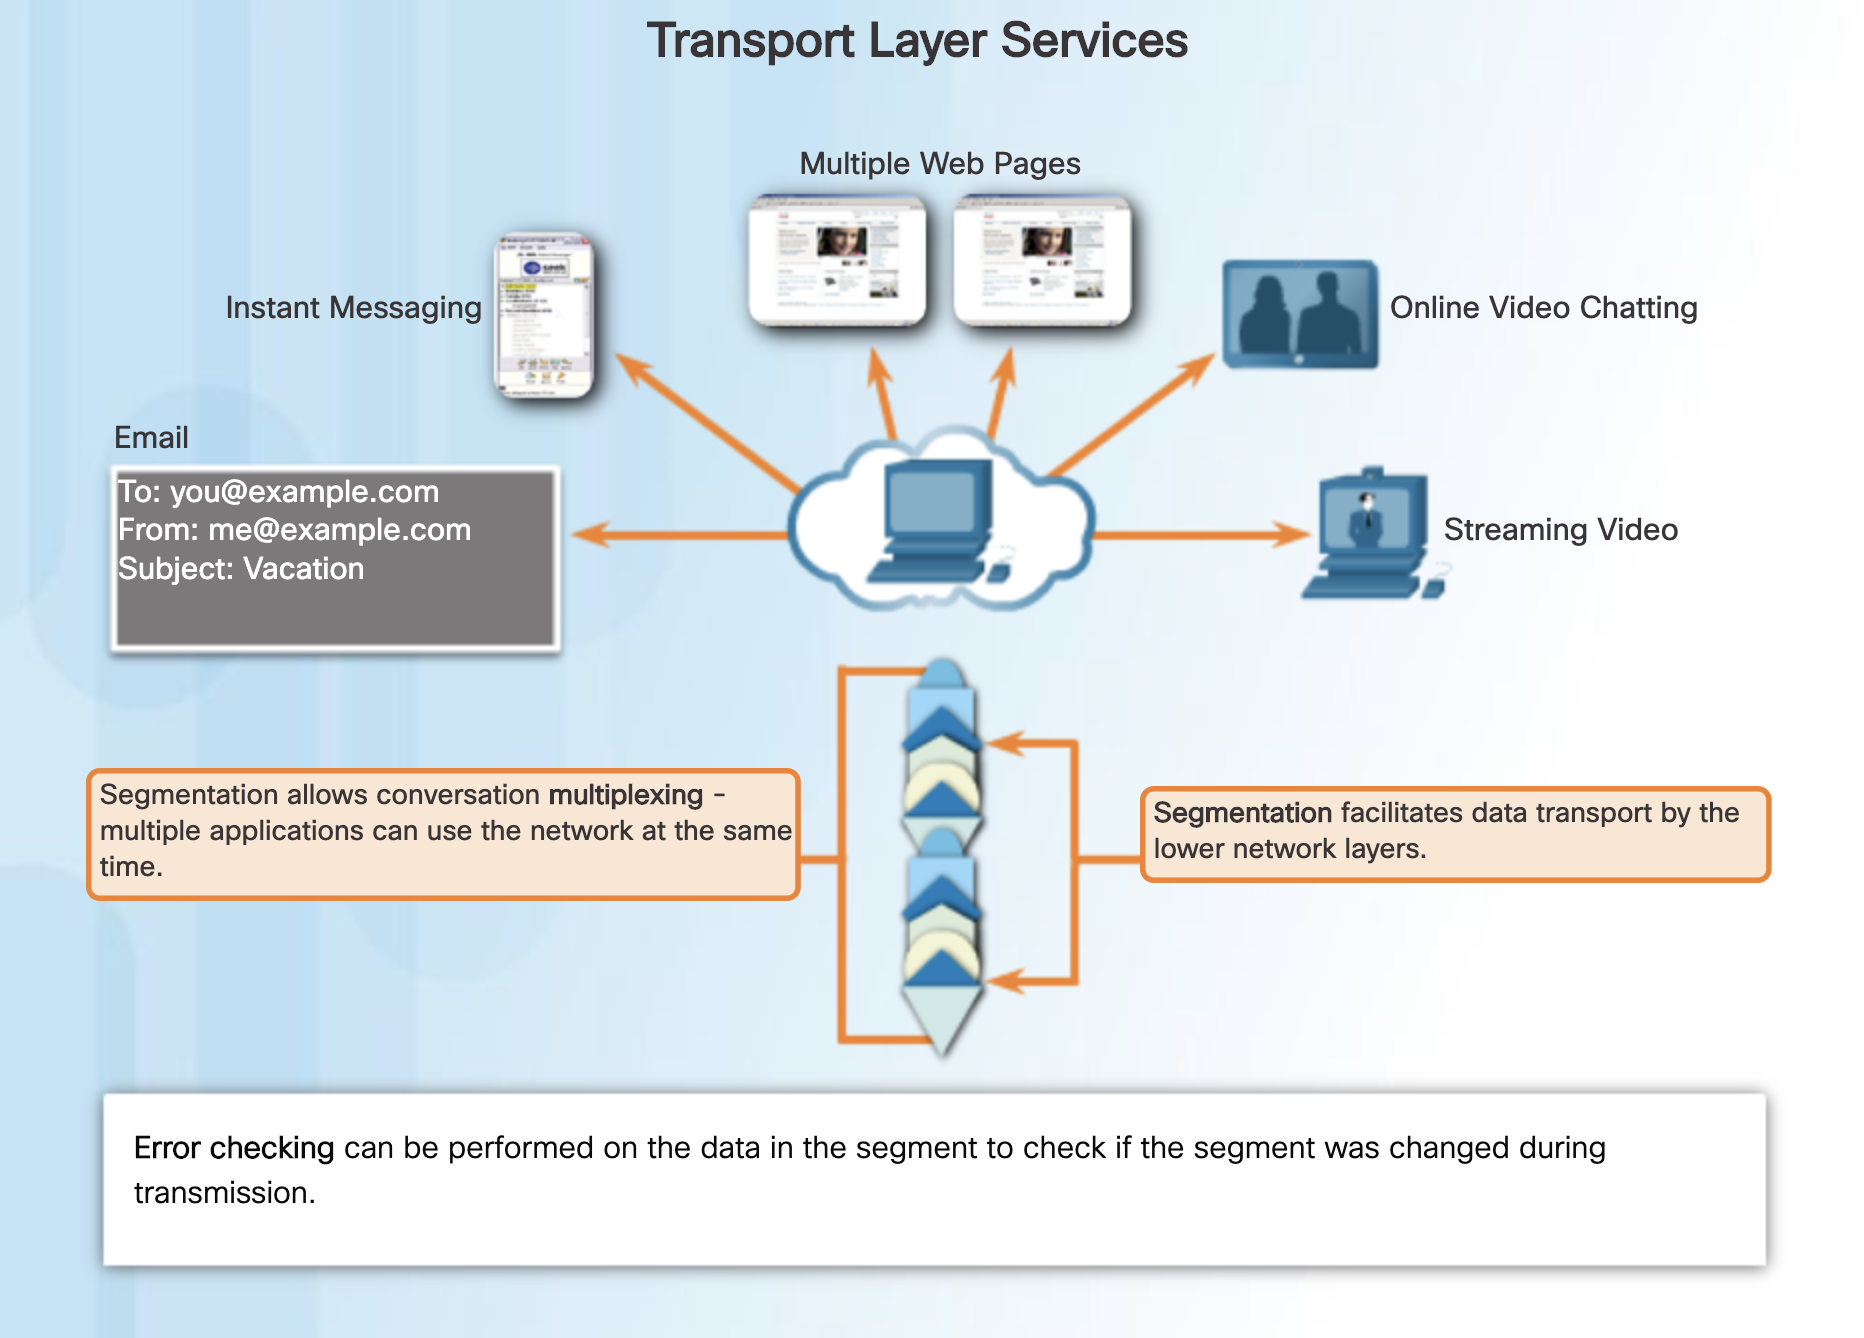 Transport Layer Services
Multiple Web Pages
Instant Messaging
Online Video Chatting
Email
To: you@example.com
From: me@example.com
Subject: Vacation
Streaming Video
Segmentation allows conversation multiplexing -
multiple applications can use the network at the same
time.
Segmentation facilitates data transport by the
lower network layers.
Error checking can be performed on the data in the segment to check if the segment was changed during
transmission.